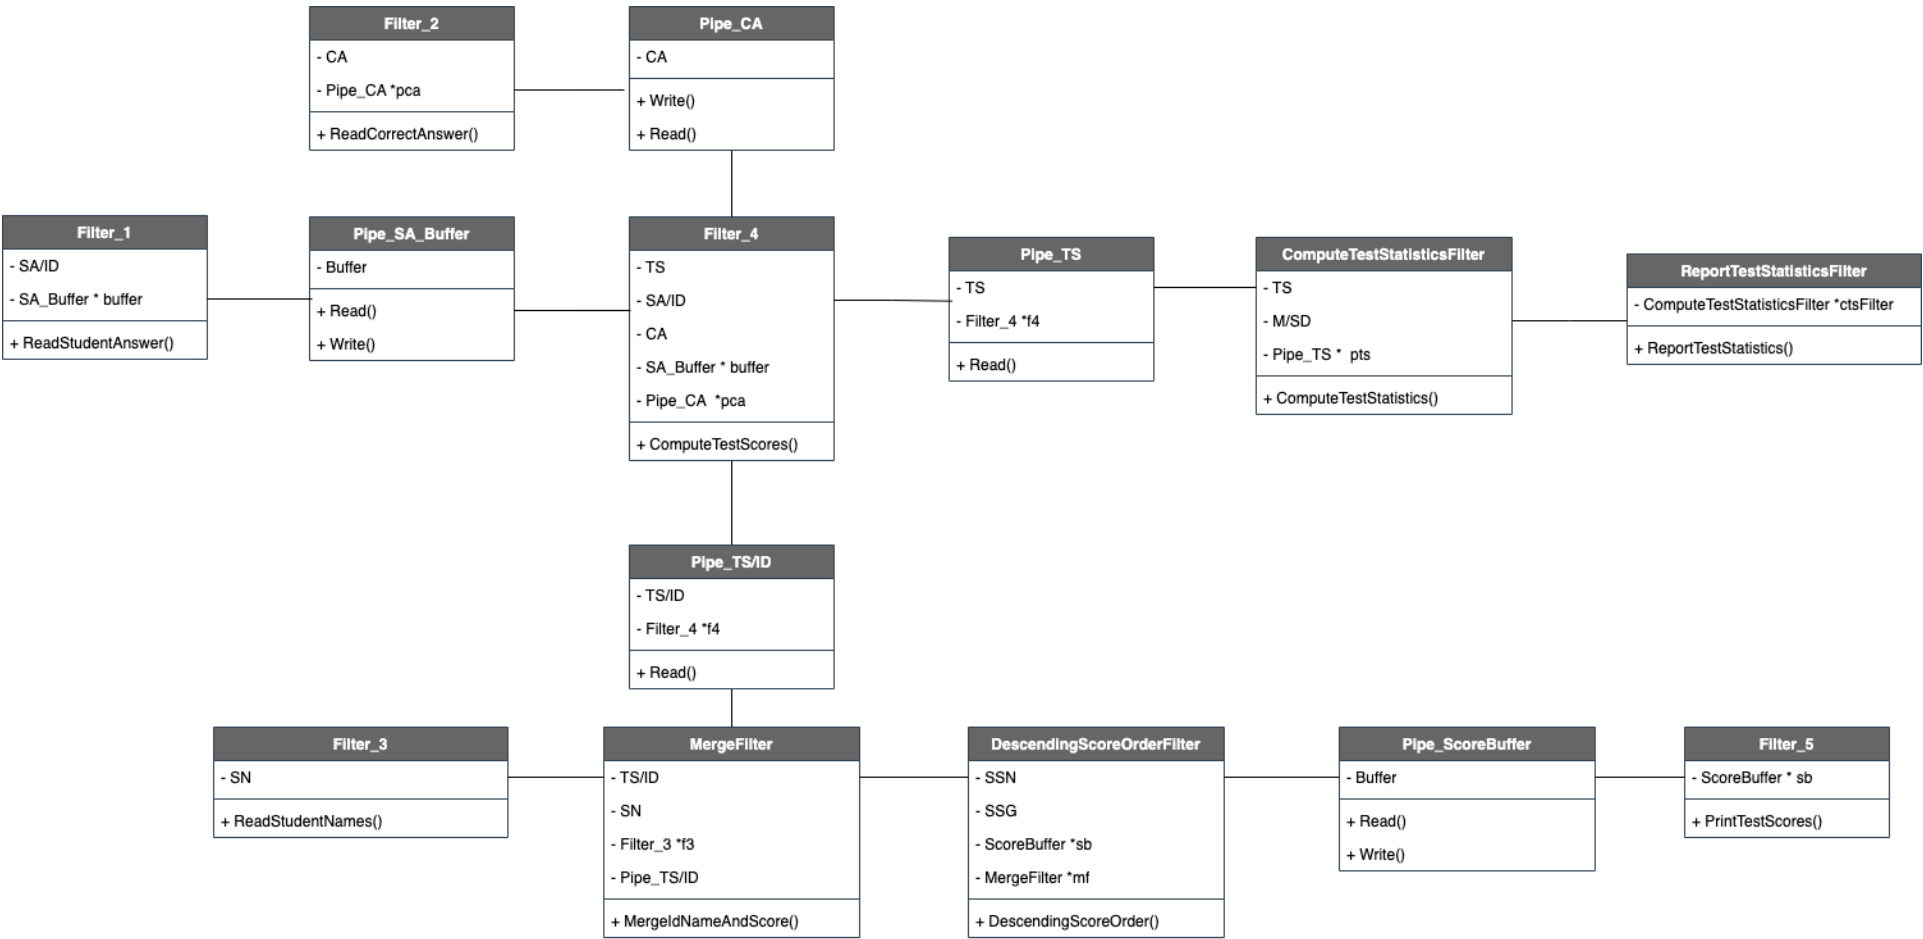 Filter_2
- CA
- Pipe_CA *pca
+ ReadCorrectAnswer()
Pipe_CA
- CA
+ Write()
+ Read()
Filter_1
- SA/ID
- SA_Buffer * buffer
+ ReadStudentAnswer()
Pipe_SA_Buffer
- Buffer
+ Read()
+ Write()
Filter_4
- TS
- SA/ID
- CA
- SA_Buffer * buffer
- Pipe_CA *pca
+ ComputeTestScores()
Pipe_TS
- TS
- Filter_4 *f4
+ Read()
ComputeTestStatisticsFilter
- TS
- M/SD
- Pipe_TS * pts
+ ComputeTestStatistics()
ReportTestStatisticsFilter
- ComputeTestStatisticsFilter *ctsFilter
+ ReportTestStatistics()
Pipe_TS/ID
- TS/ID
- Filter_4 *f4
+ Read()
Filter_3
- SN
+ ReadStudentNames()
MergeFilter
- TS/ID
- SN
- Filter_3 *f3
- Pipe_TS/ID
+ MergeIdNameAndScore()
DescendingScoreOrderFilter
- SSN
- SSG
- ScoreBuffer *sb
- MergeFilter *mf
+ DescendingScoreOrder()
Pipe_ScoreBuffer
- Buffer
+ Read()
+ Write()
Filter_5
- ScoreBuffer * sb
+ PrintTestScores()